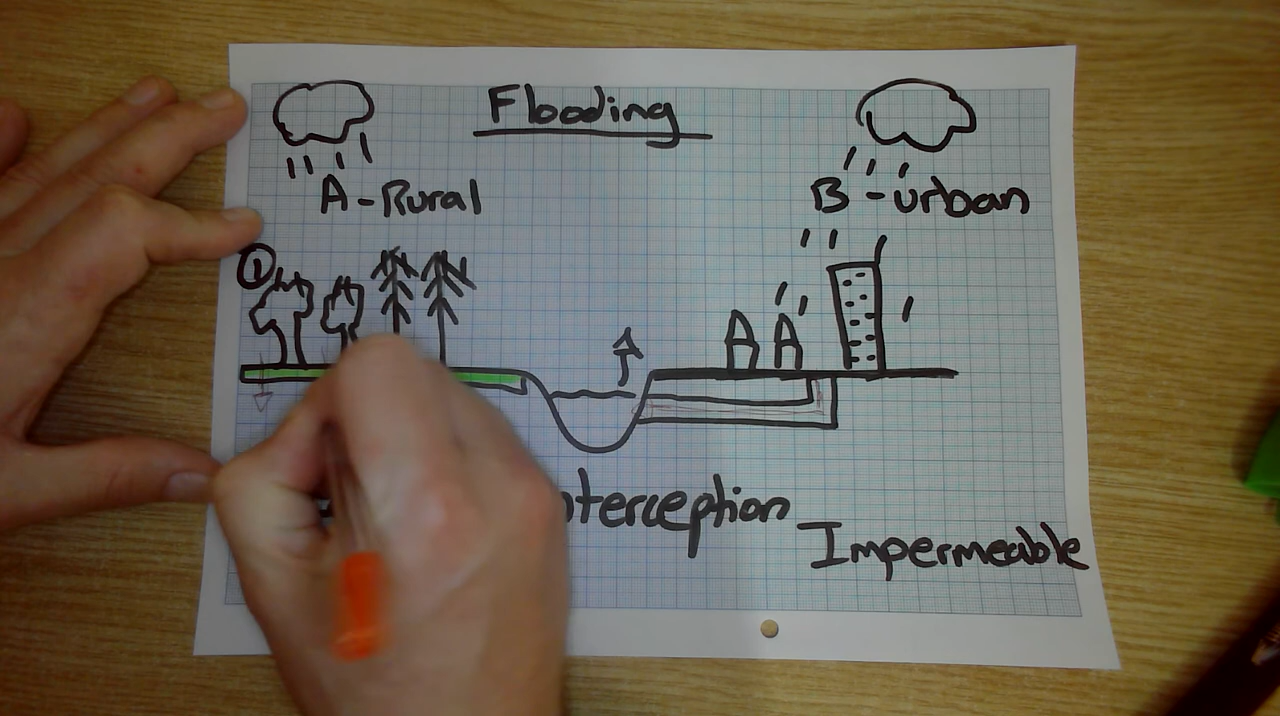 Flooding
A - Rural
B - urban
①
nterception
Impermeable